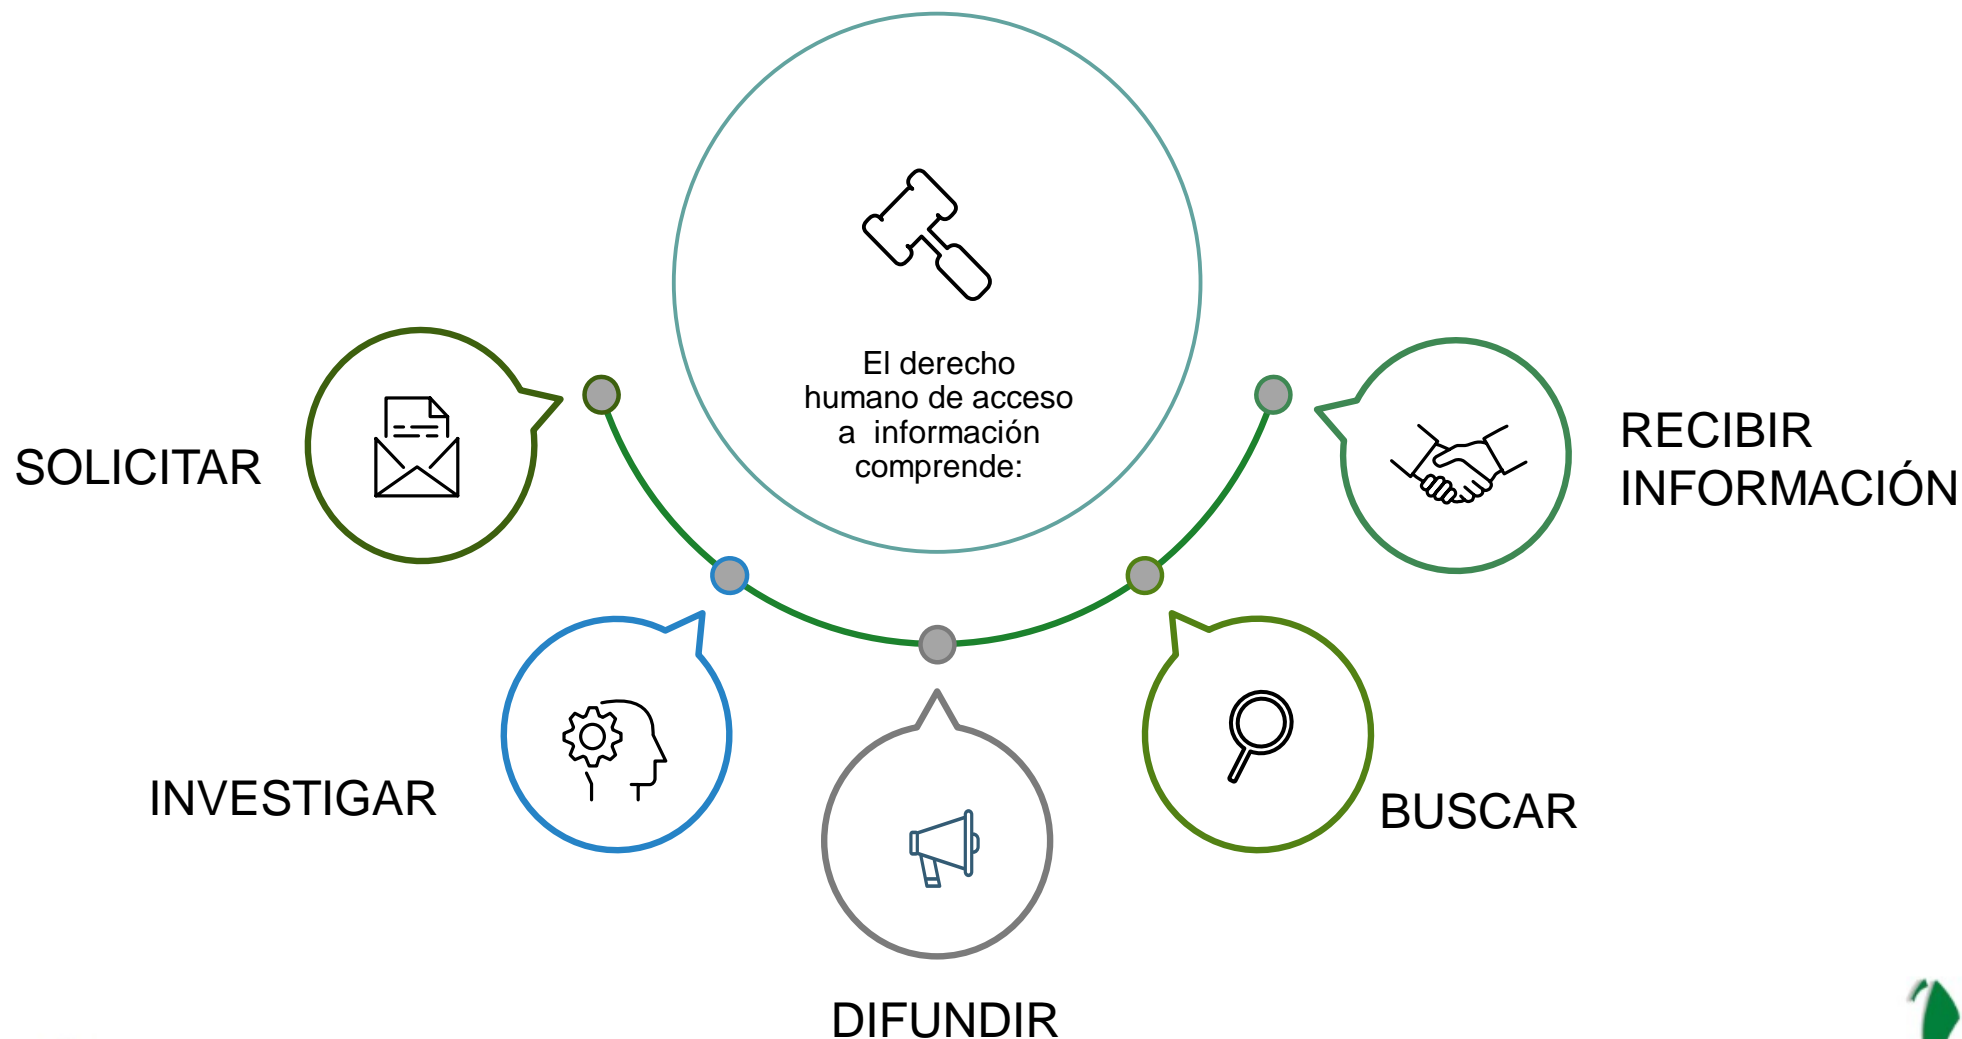 El derecho
humano de acceso
a información
comprende:
SOLICITAR
INVESTIGAR
DIFUNDIR
BUSCAR
RECIBIR
INFORMACIÓN